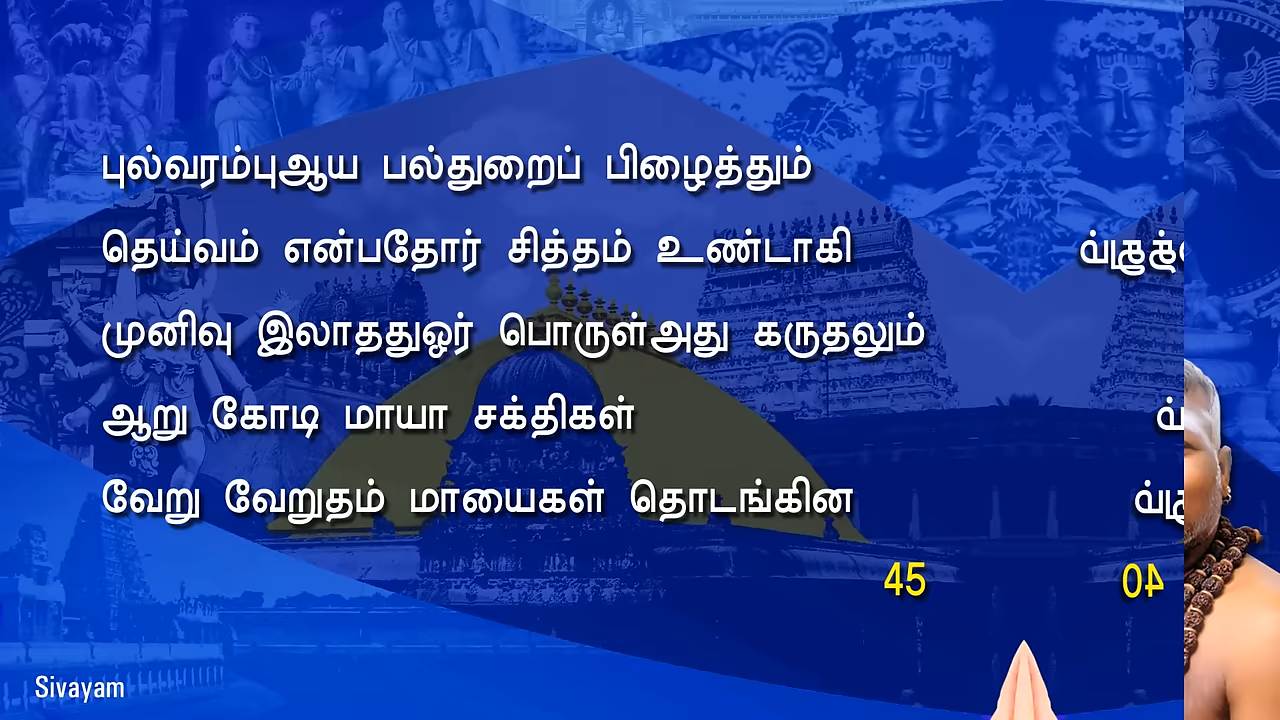 புல்வரம்புஆய பல்துறைப் பிழைத்தும்
தெய்வம் என்பதோர் சித்தம் உண்டாகி
முனிவு இலாததுஓர் பொருள்அது கருதலும்
ஆறு கோடி மாயா சக்திகள்
வேறு வேறுதம் மாயைகள் தொடங்கின
45
40
Sivayam